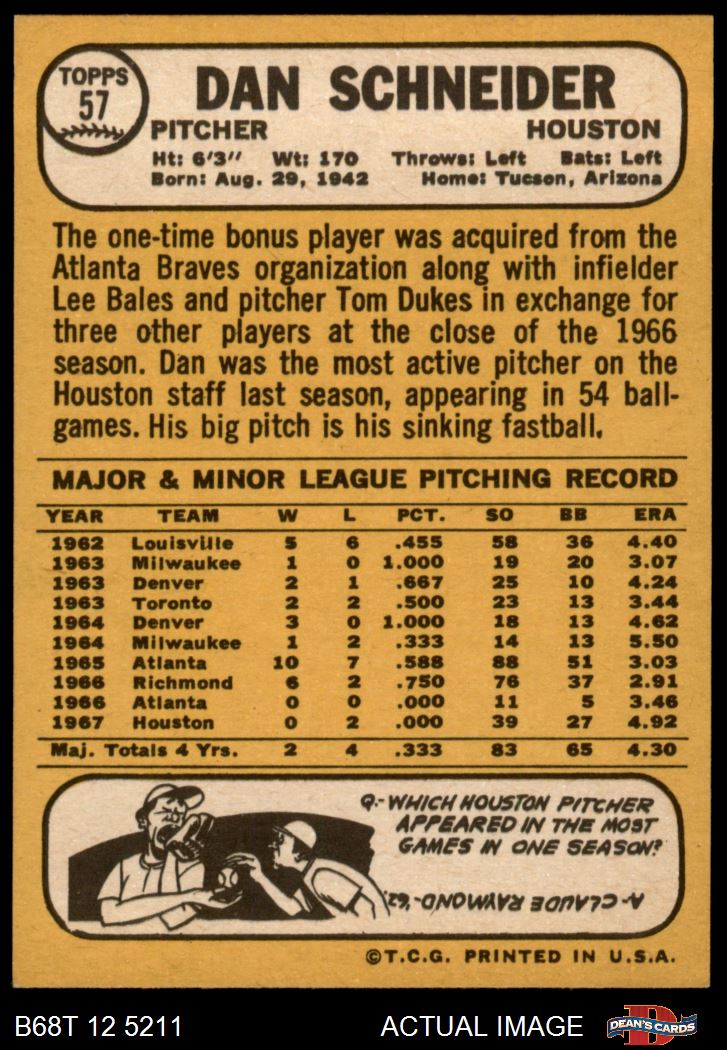 TOPPS
57
DAN SCHNEIDER
PITCHER HOUSTON
Ht: 6'3" Wt: 170 Throws: Left Bats: Left
Born: Aug. 29, 1942 Home: Tucson, Arizona
The one-time bonus player was acquired from the
Atlanta Braves organization along with infielder
Lee Bales and pitcher Tom Dukes in exchange for
three other players at the close of the 1966
season. Dan was the most active pitcher on the
Houston staff last season, appearing in 54 ball-
games. His big pitch is his sinking fastball.
MAJOR & MINOR LEAGUE PITCHING RECORD
YEAR TEAM W L PCT. SO BB ERA
1962 Louisville 5 6 .455 58 36 4.40
1963 Milwaukee 1 0 1.000 19 20 3.07
1963 Denver 2 1 .667 25 10 4.24
1963 Toronto 2 2 .500 23 13 3.44
1964 Denver 3 0 1.000 18 13 4.62
1964 Milwaukee 1 2 .333 14 13 5.50
1965 Atlanta 10 7 .588 88 51 3.03
1966 Richmond 6 2 .750 76 37 2.91
1966 Atlanta 0 0 .000 11 5 3.46
1967 Houston 0 2 .000 39 27 4.92
Maj. Totals 4 Yrs. 2 4 .333 83 65 4.30
Q-WHICH HOUSTON PITCHER
APPEARED IN THE MOST
GAMES IN ONE SEASON?
A-CLAUDE RAYMOND-'62.
©T.C.G. PRINTED IN U.S.A.
B68T 12 5211 ACTUAL IMAGE DEAN'S CARDS